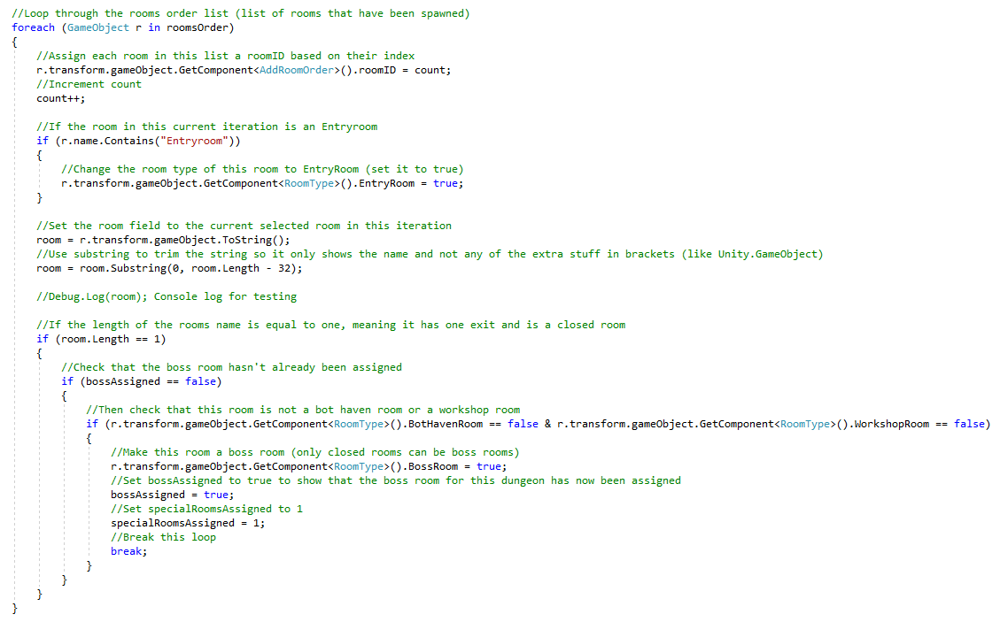 //Loop through the rooms order list (list of rooms that have been spawned)
foreach (GameObject r in roomsOrder)
{
    //Assign each room in this list a roomID based on their index
    r.transform.gameObject.GetComponent<AddRoomOrder>().roomID = count;
    //Increment count
    count++;

    //If the room in this current iteration is an Entryroom
    if (r.name.Contains("Entryroom"))
    {
        //Change the room type of this room to EntryRoom (set it to true)
        r.transform.gameObject.GetComponent<RoomType>().EntryRoom = true;
    }

    //Set the room field to the current selected room in this iteration
    room = r.transform.gameObject.ToString();
    //Use substring to trim the string so it only shows the name and not any of the extra stuff in brackets (like Unity.GameObject)
    room = room.Substring(0, room.Length - 32);

    //Debug.Log(room); Console log for testing

    //If the length of the rooms name is equal to one, meaning it has one exit and is a closed room
    if (room.Length == 1)
    {
        //Check that the boss room hasn't already been assigned
        if (bossAssigned == false)
        {
            //Then check that this room is not a bot haven room or a workshop room
            if (r.transform.gameObject.GetComponent<RoomType>().BotHavenRoom == false & r.transform.gameObject.GetComponent<RoomType>().WorkshopRoom == false)
            {
                //Make this room a boss room (only closed rooms can be boss rooms)
                r.transform.gameObject.GetComponent<RoomType>().BossRoom = true;
                //Set bossAssigned to true to show that the boss room for this dungeon has now been assigned
                bossAssigned = true;
                //Set specialRoomsAssigned to 1
                specialRoomsAssigned = 1;
                //Break this loop
                break;
            }
        }
    }
}